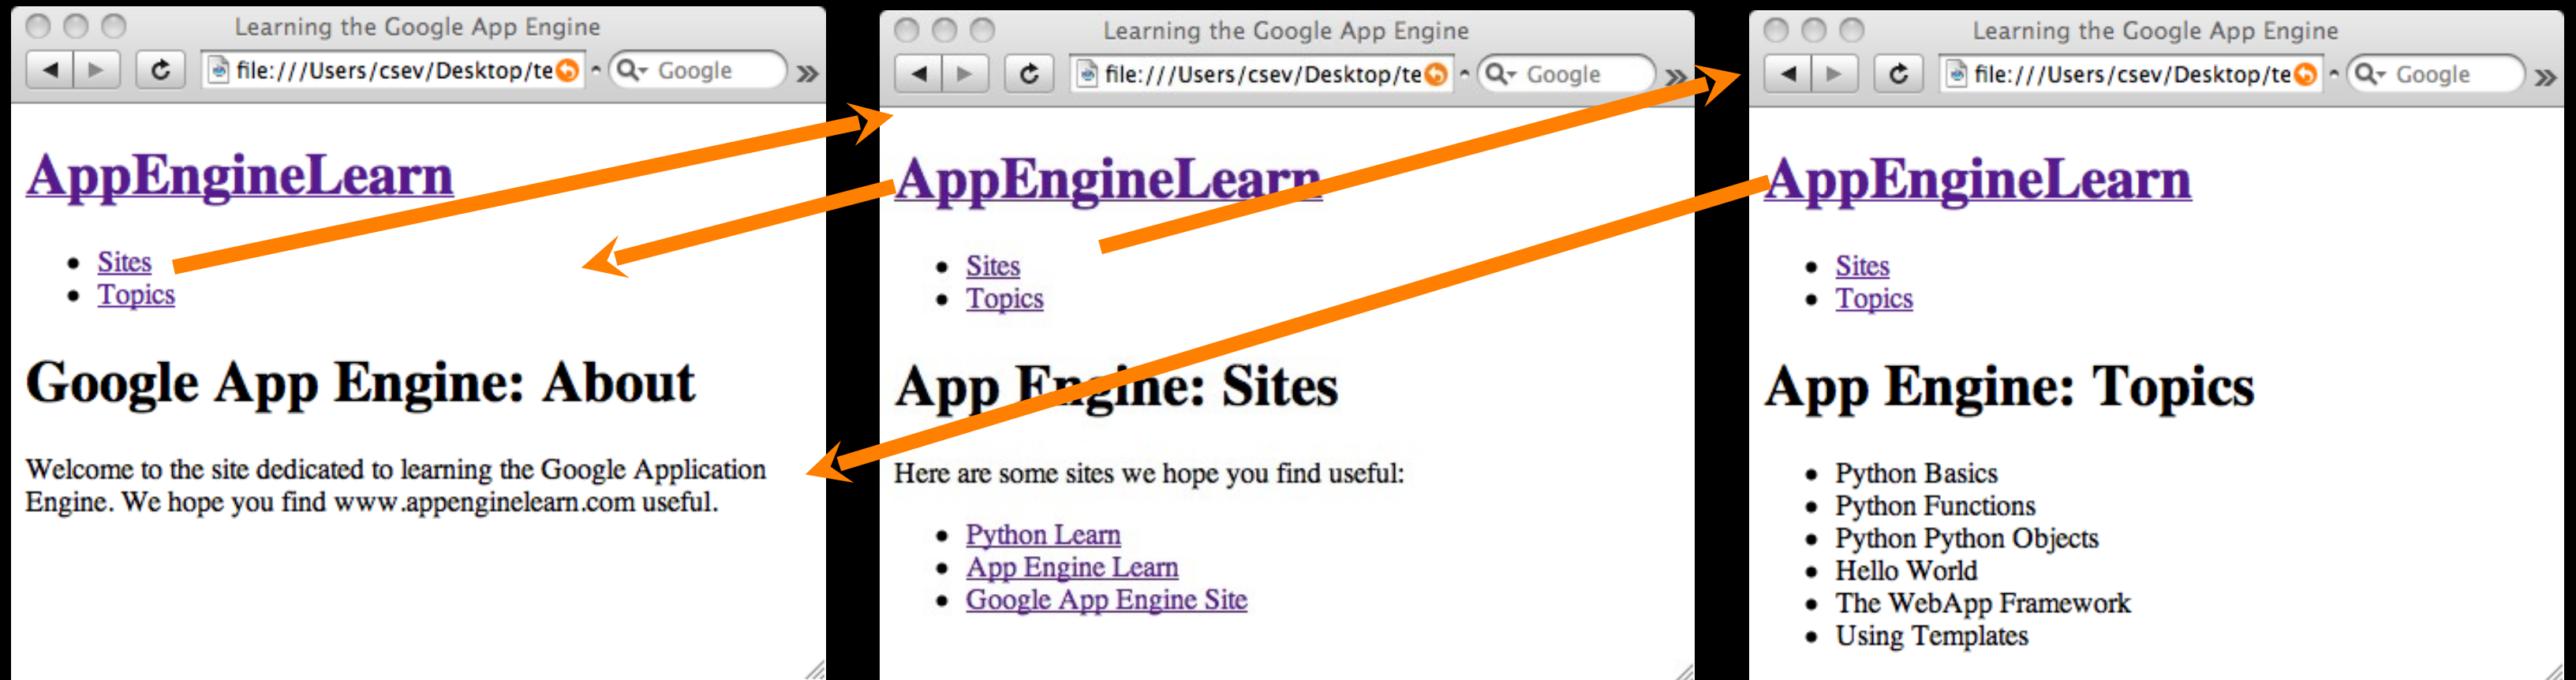 Learning the Google App Engine
file:///Users/csev/Desktop/te
Google
AppEngineLearn
Sites
Topics
Google App Engine: About
Welcome to the site dedicated to learning the Google Application
Engine. We hope you find www.appenginelearn.com useful.
Learning the Google App Engine
file:///Users/csev/Desktop/te
Google
AppEngineLearn
Sites
Topics
App Engine: Sites
Here are some sites we hope you find useful:
Python Learn
App Engine Learn
Google App Engine Site
Learning the Google App Engine
file:///Users/csev/Desktop/te
Google
AppEngineLearn
Sites
Topics
App Engine: Topics
Python Basics
Python Functions
Python Python Objects
Hello World
The WebApp Framework
Using Templates